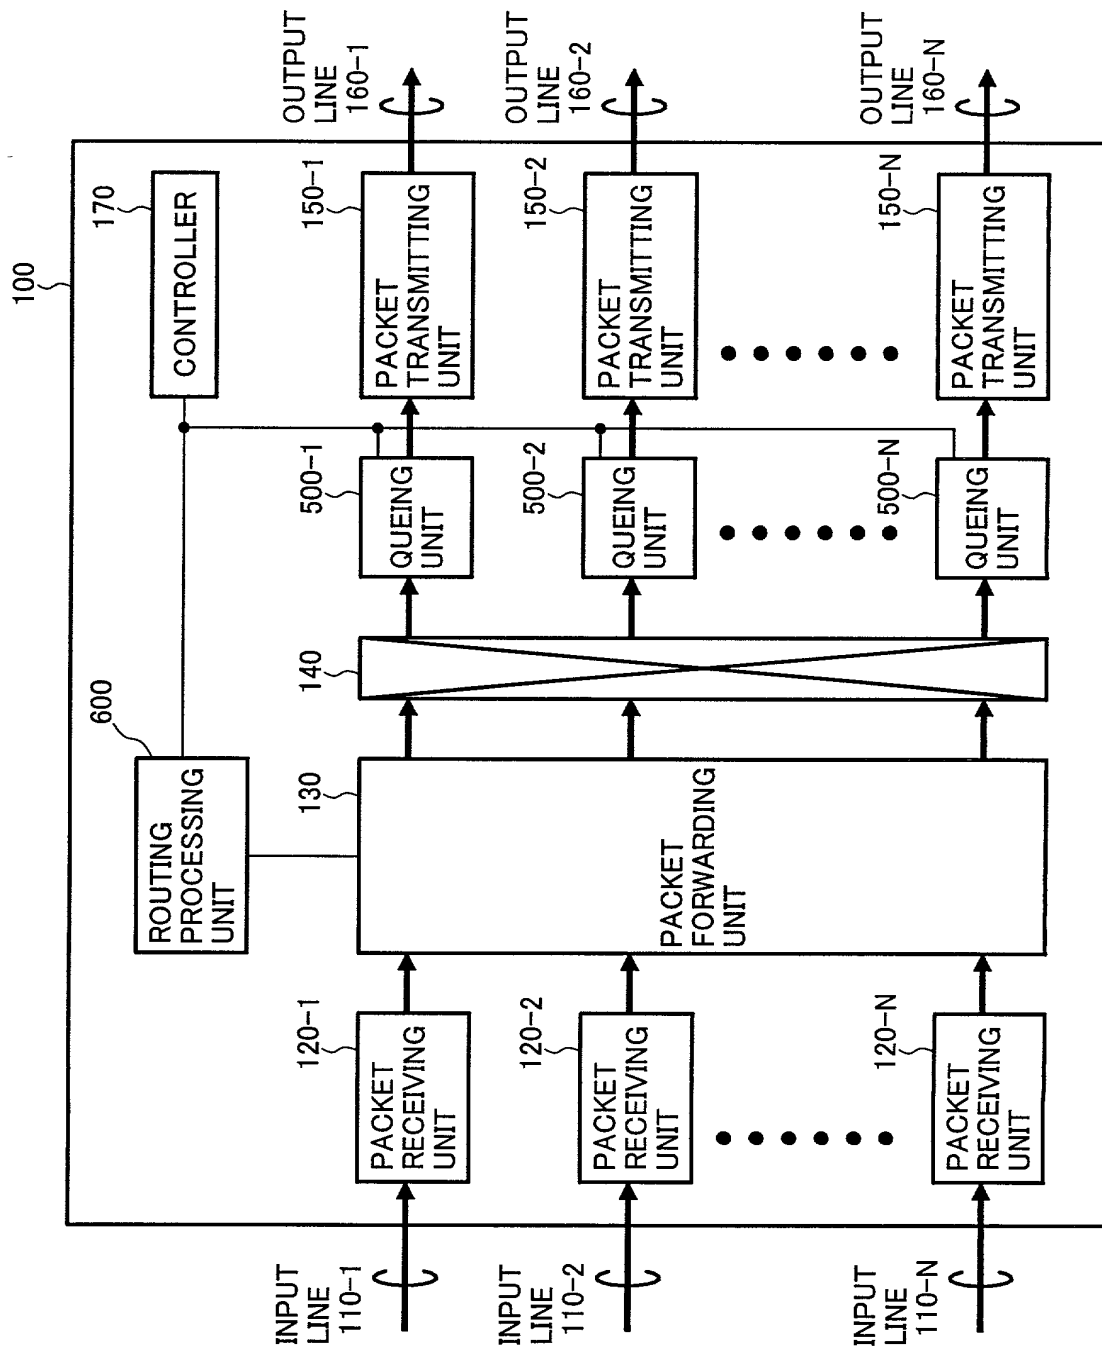 100
ROUTING
PROCESSING
UNIT
600
CONTROLLER
170
INPUT
LINE
110-1
PACKET
RECEIVING
UNIT
120-1
PACKET
FORWARDING
UNIT
130
140
QUEING
UNIT
500-1
PACKET
TRANSMITTING
UNIT
150-1
OUTPUT
LINE
160-1
INPUT
LINE
110-2
PACKET
RECEIVING
UNIT
120-2
QUEING
UNIT
500-2
PACKET
TRANSMITTING
UNIT
150-2
OUTPUT
LINE
160-2
INPUT
LINE
110-N
PACKET
RECEIVING
UNIT
120-N
QUEING
UNIT
500-N
PACKET
TRANSMITTING
UNIT
150-N
OUTPUT
LINE
160-N